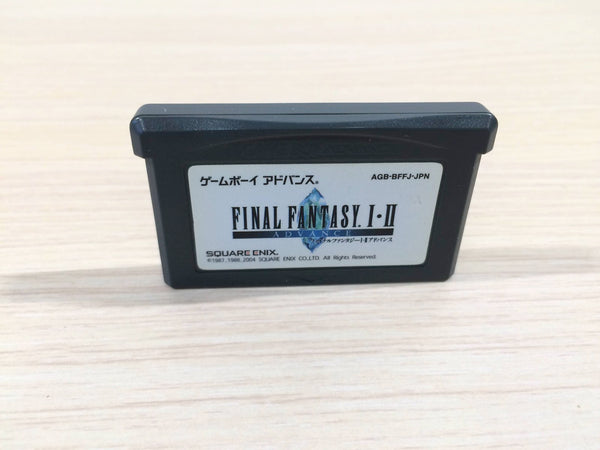 ゲームボーイ アドバンス® AGB-BFFJ-JPN
FINAL FANTASY® I・II
ADVANCE
ファイナルファンタジーI・IIアドバンス
SQUARE ENIX.
©1987,1988,2004 SQUARE ENIX CO.,LTD. All Rights Reserved.